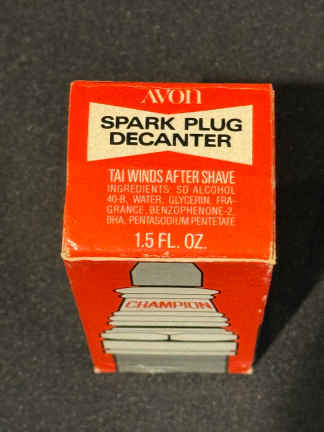 AVON
SPARK PLUG
DECANTER
TAI WINDS AFTER SHAVE
INGREDIENTS: SD ALCOHOL
40-B, WATER, GLYCERIN, FRA-
GRANCE, BENZOPHENONE-2,
BHA, PENTASODIUM PENTETATE
1.5 FL. OZ.
CHAMPION